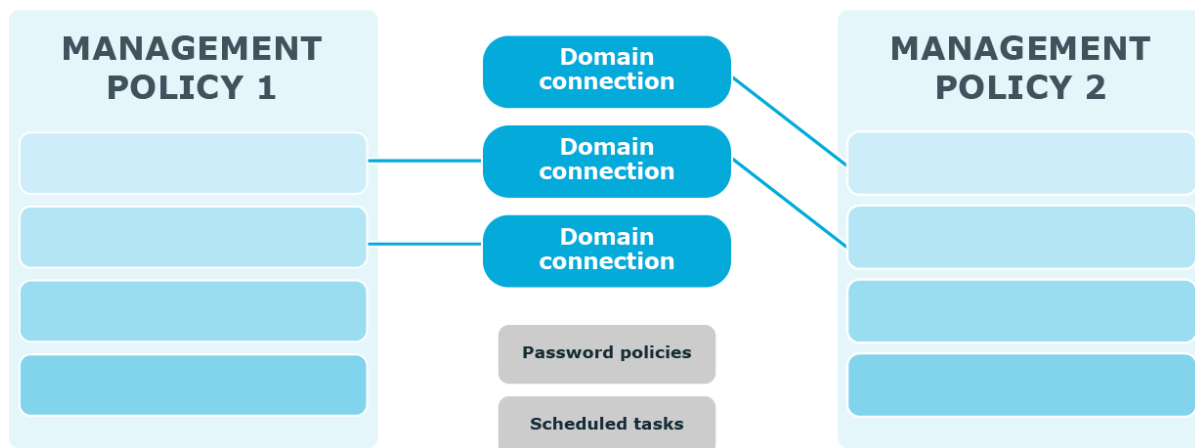 MANAGEMENT
POLICY 1
Domain
connection
Domain
connection
Domain
connection
Password policies
Scheduled tasks
MANAGEMENT
POLICY 2